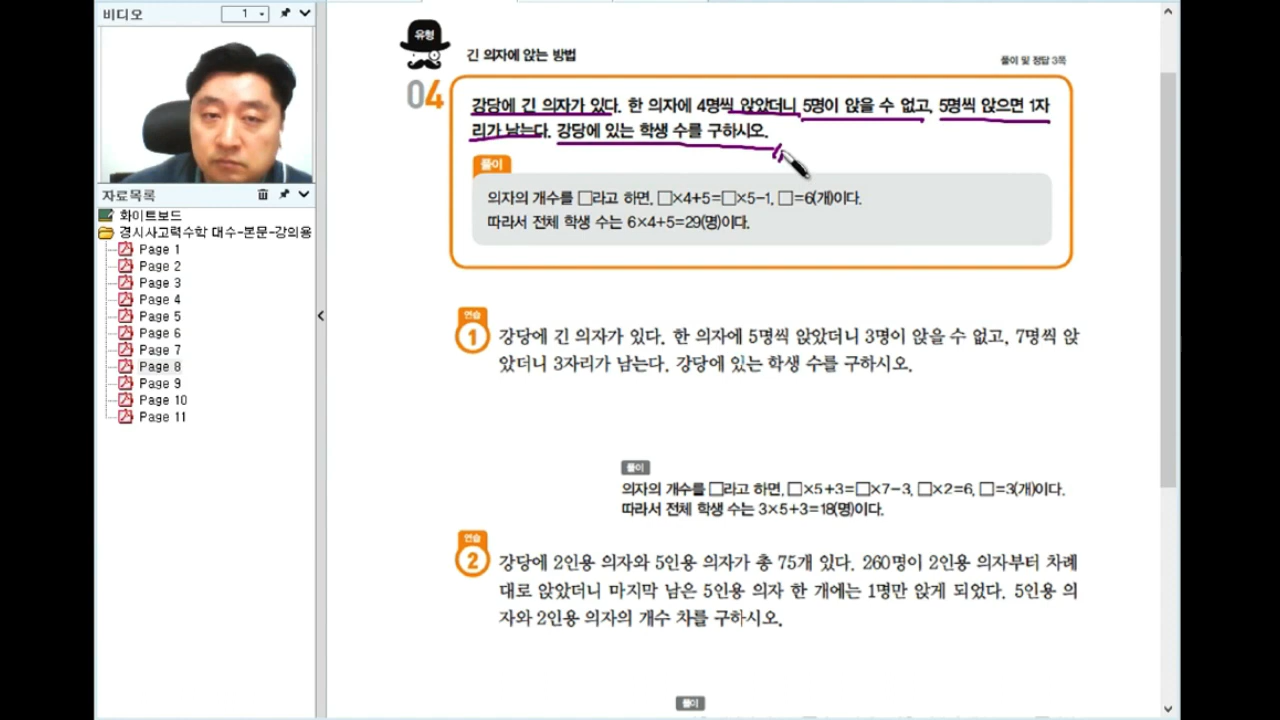 비디오
1
자료목록
화이트보드
경시사고력수학 대수-본문-강의용
Page 1
Page 2
Page 3
Page 4
Page 5
Page 6
Page 7
Page 8
Page 9
Page 10
Page 11
유형
긴 의자에 앉는 방법
풀이 및 정답 3쪽
04
강당에 긴 의자가 있다. 한 의자에 4명씩 앉았더니 5명이 앉을 수 없고, 5명씩 앉으면 1자
리가 남는다. 강당에 있는 학생 수를 구하시오.
풀이
의자의 개수를 □라고 하면, □×4+5=□×5-1, □=6(개)이다.
따라서 전체 학생 수는 6×4+5=29(명)이다.
연습
1
강당에 긴 의자가 있다. 한 의자에 5명씩 앉았더니 3명이 앉을 수 없고, 7명씩 앉
았더니 3자리가 남는다. 강당에 있는 학생 수를 구하시오.
풀이
의자의 개수를 □라고 하면, □×5+3=□×7-3, □×2=6, □=3(개)이다.
따라서 전체 학생 수는 3×5+3=18(명)이다.
연습
2
강당에 2인용 의자와 5인용 의자가 총 75개 있다. 260명이 2인용 의자부터 차례
대로 앉았더니 마지막 남은 5인용 의자 한 개에는 1명만 앉게 되었다. 5인용 의
자와 2인용 의자의 개수 차를 구하시오.
풀이